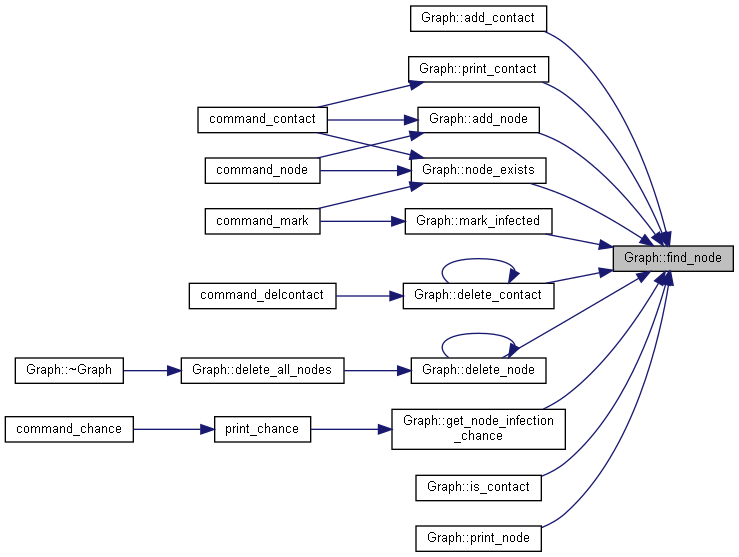 Graph::add_contact
Graph::print_contact
command_contact
Graph::add_node
command_node
Graph::node_exists
command_mark
Graph::mark_infected
Graph::find_node
command_delcontact
Graph::delete_contact
Graph::~Graph
Graph::delete_all_nodes
Graph::delete_node
command_chance
print_chance
Graph::get_node_infection
_chance
Graph::is_contact
Graph::print_node